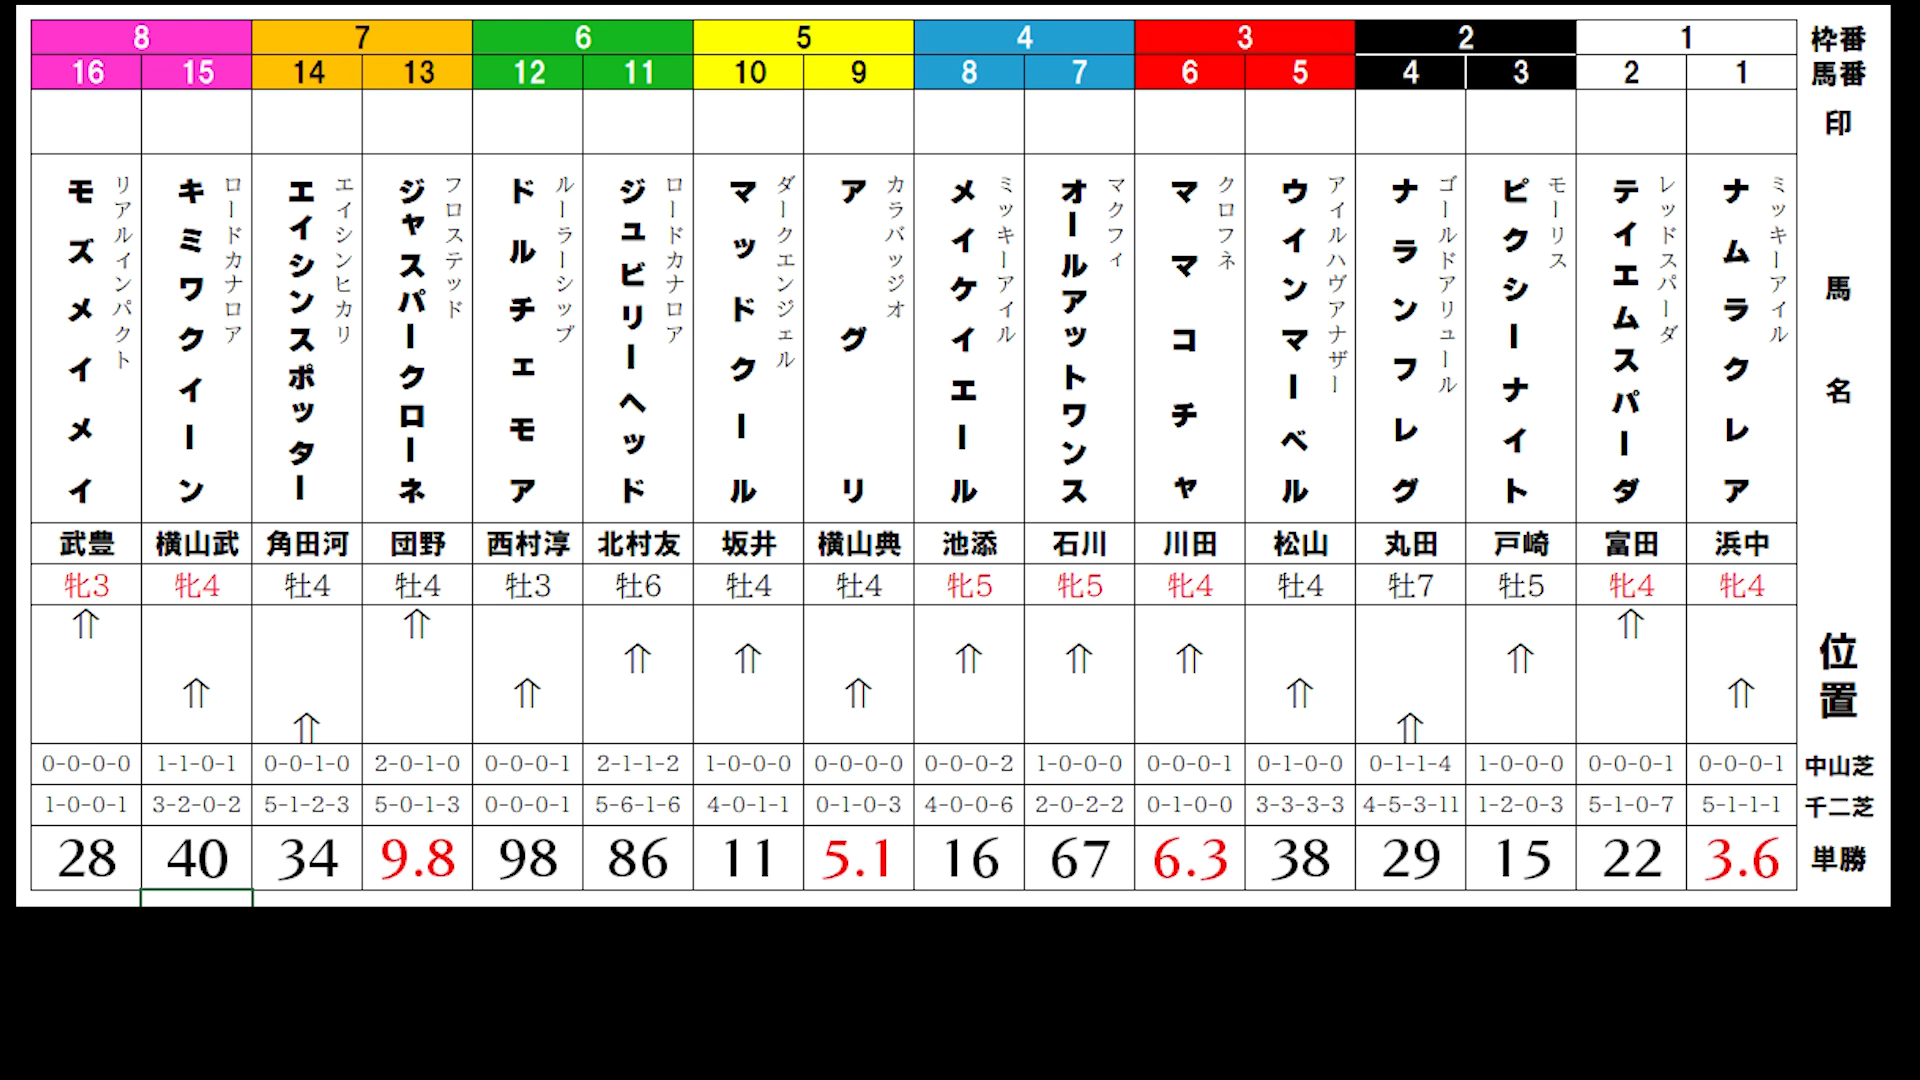 8 7 6 5 4 3 2 1 枠番
16 15 14 13 12 11 10 9 8 7 6 5 4 3 2 1 馬番
印
馬名
ミッキーアイル
ナムラクレア
レッドスパーダ
テイエムスパーダ
モーリス
ピクシーナイト
ゴールドアリュール
ナランフレグ
アイルハヴアナザー
ウインマーベル
クロフネ
ママコチャ
マクフィ
オールアットワンス
ミッキーアイル
メイケイエール
カラバッジオ
アグリ
ダークエンジェル
マッドクール
ロードカナロア
ジュビリーヘッド
ルーラーシップ
ドルチェモア
フロステッド
ジャスパークローネ
エイシンヒカリ
エイシンスポッター
ロードカナロア
キミワクイーン
リアルインパクト
モズメイメイ
武豊 横山武 角田河 団野 西村淳 北村友 坂井 横山典 池添 石川 川田 松山 丸田 戸崎 富田 浜中
牝3 牝4 牡4 牡4 牡3 牡6 牡4 牡4 牝5 牝5 牝4 牡4 牡7 牡5 牝4 牝4
⇑ ⇑ ⇑ ⇑ ⇑ ⇑ ⇑ ⇑ ⇑ ⇑ ⇑ ⇑ ⇑ ⇑ ⇑ ⇑ 位置
0-0-0-0 1-1-0-1 0-0-1-0 2-0-1-0 0-0-0-1 2-1-1-2 1-0-0-0 0-0-0-0 0-0-0-2 1-0-0-0 0-0-0-1 0-1-0-0 0-1-1-4 1-0-0-0 0-0-0-1 0-0-0-1 中山芝
1-0-0-1 3-2-0-2 5-1-2-3 5-0-1-3 0-0-0-1 5-6-1-6 4-0-1-1 0-1-0-3 4-0-0-6 2-0-2-2 0-1-0-0 3-3-3-3 4-5-3-11 1-2-0-3 5-1-0-7 5-1-1-1 千二芝
28 40 34 9.8 98 86 11 5.1 16 67 6.3 38 29 15 22 3.6 単勝